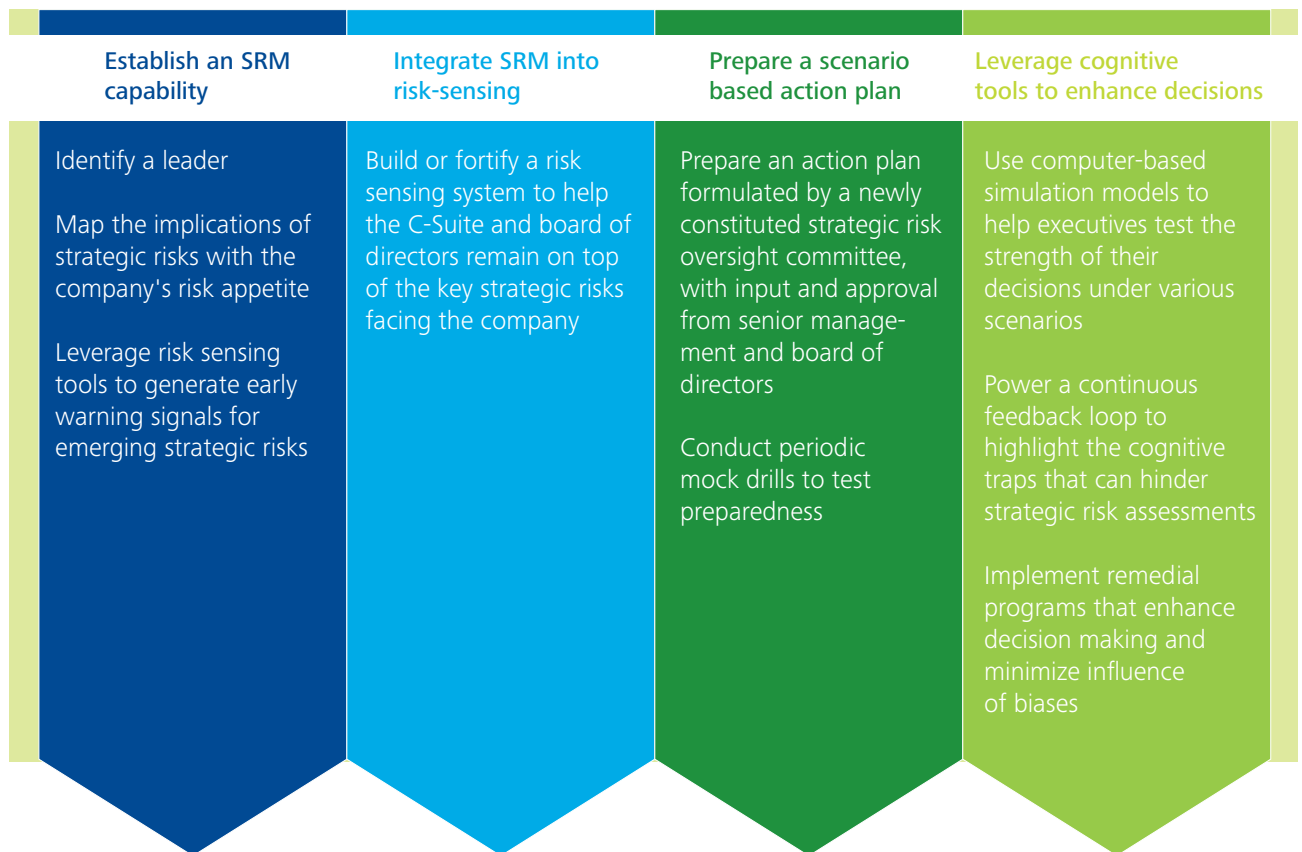 Establish an SRM
capability
Identify a leader
Map the implications of
strategic risks with the
company's risk appetite
Leverage risk sensing
tools to generate early
warning signals for
emerging strategic risks
Integrate SRM into
risk-sensing
Build or fortify a risk
sensing system to help
the C-Suite and board of
directors remain on top
of the key strategic risks
facing the company
Prepare a scenario
based action plan
Prepare an action plan
formulated by a newly
constituted strategic risk
oversight committee,
with input and approval
from senior manage-
ment and board of
directors
Conduct periodic
mock drills to test
preparedness
Leverage cognitive
tools to enhance decisions
Use computer-based
simulation models to
help executives test the
strength of their
decisions under various
scenarios
Power a continuous
feedback loop to
highlight the cognitive
traps that can hinder
strategic risk assessments
Implement remedial
programs that enhance
decision making and
minimize influence
of biases